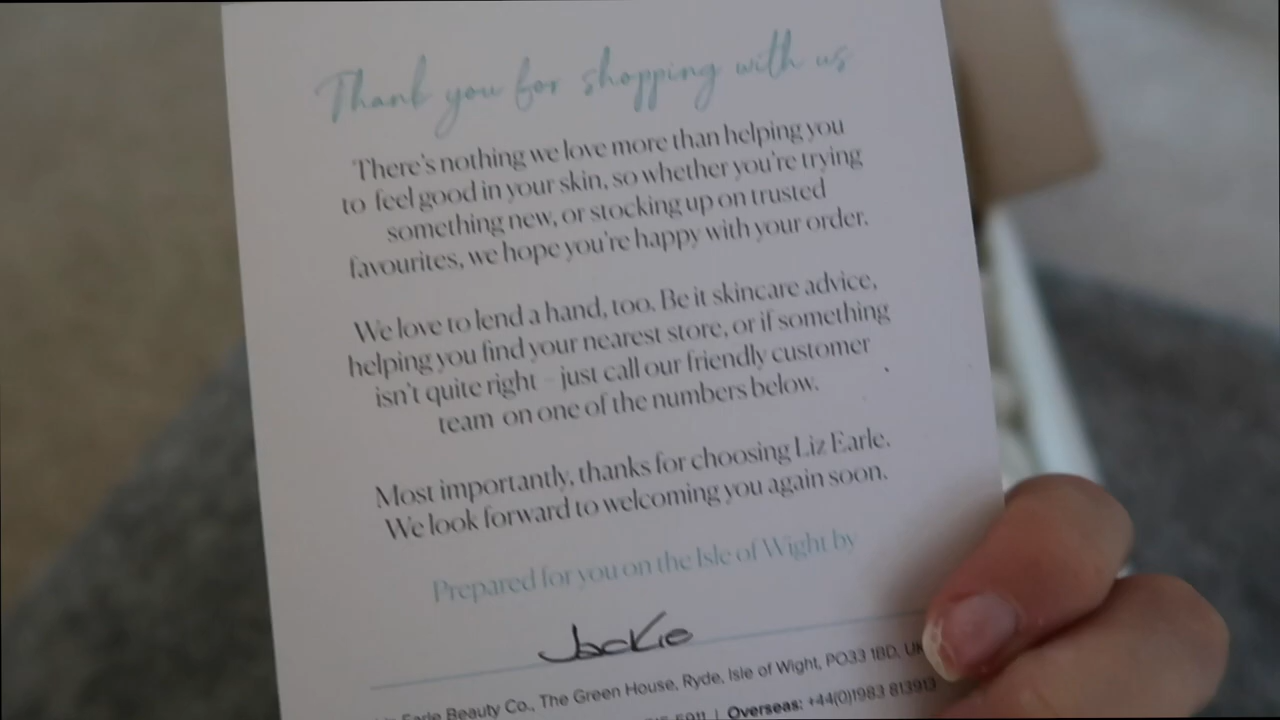 Thank you for shopping with us
There's nothing we love more than helping you
to feel good in your skin, so whether you're trying
something new, or stocking up on trusted
favourites, we hope you're happy with your order.
We love to lend a hand, too. Be it skincare advice,
helping you find your nearest store, or if something
isn't quite right – just call our friendly customer
team on one of the numbers below.
Most importantly, thanks for choosing Liz Earle.
We look forward to welcoming you again soon.
Prepared for you on the Isle of Wight by
Jackie
Earle Beauty Co., The Green House, Ryde, Isle of Wight, PO33 1BD, UK
5911 | Overseas: +44(0)1983 813913